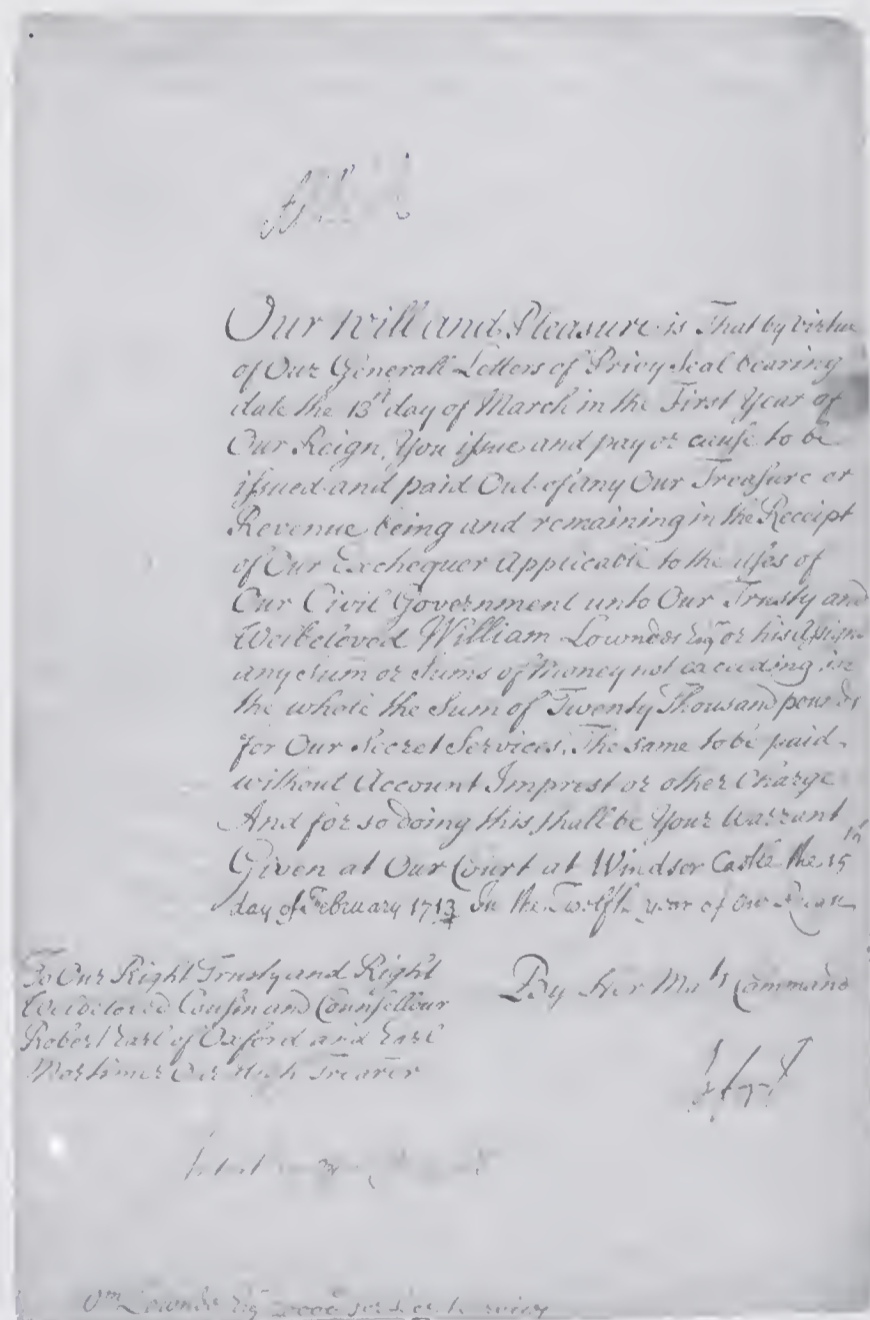 Our Will and Pleasure is That by virtue
of Our Generall Letters of Privy Seal bearing
date the 13th day of March in the First Year of
Our Reign, You issue and pay or cause to be
issued and paid Out of any Our Treasure or
Revenue being and remaining in the Receipt
of Our Exchequer Applicable to the uses of
Our Civil Government unto Our Trusty and
Welbeloved William Lowndes Esq or his Assigns
any Sum or Sums of Money not exceeding in
the whole the Sum of Twenty Thousand pounds
for Our Secret Services, The same to be paid
without Account Imprest or other Charge
And for so doing this shall be Your Warrant
Given at Our Court at Windsor Castle the 15th
day of February 1713 In the Twelfth year of Our Reign
To Our Right Trusty and Right
Welbeloved Cousin and Counsellour
Robert Earl of Oxford and Earl
Mortimer Our High Treasurer
By Her Mats Command
Wm Lowndes Esq